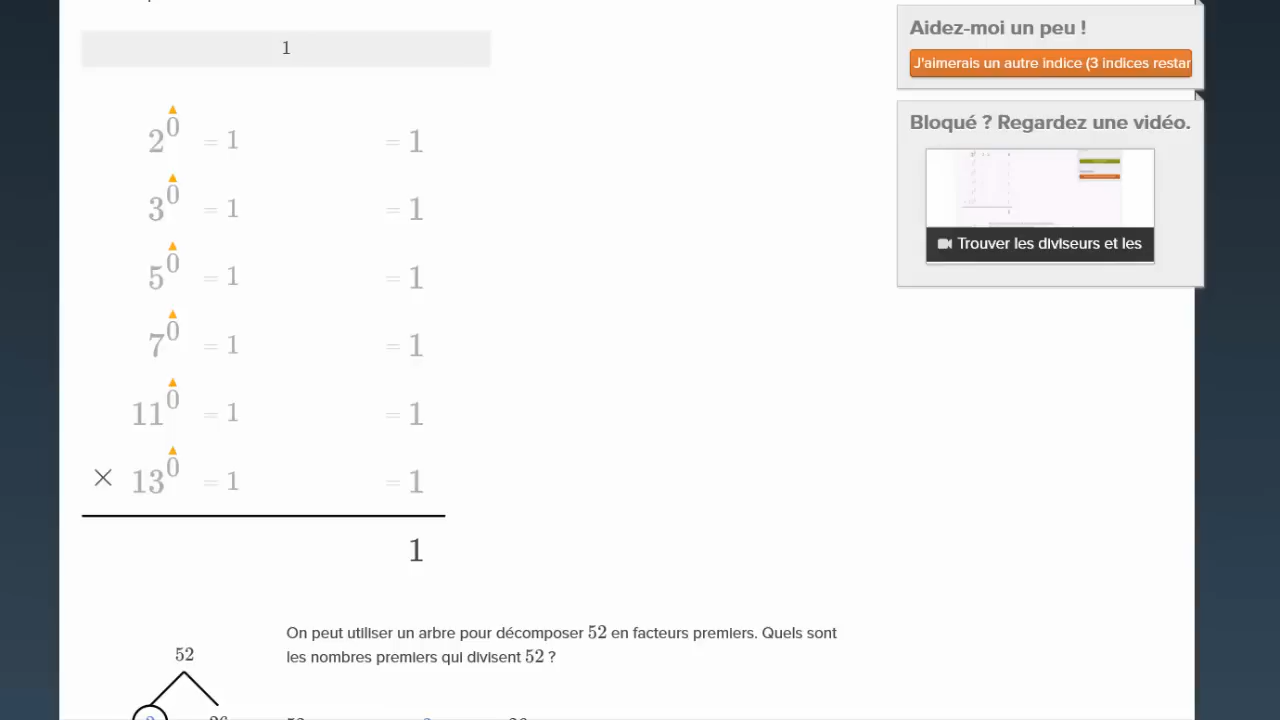 1
2^0 = 1 = 1
3^0 = 1 = 1
5^0 = 1 = 1
7^0 = 1 = 1
11^0 = 1 = 1
× 13^0 = 1 = 1
1
On peut utiliser un arbre pour décomposer 52 en facteurs premiers. Quels sont
les nombres premiers qui divisent 52 ?
52
Aidez-moi un peu !
J'aimerais un autre indice (3 indices restar
Bloqué ? Regardez une vidéo.
Trouver les diviseurs et les